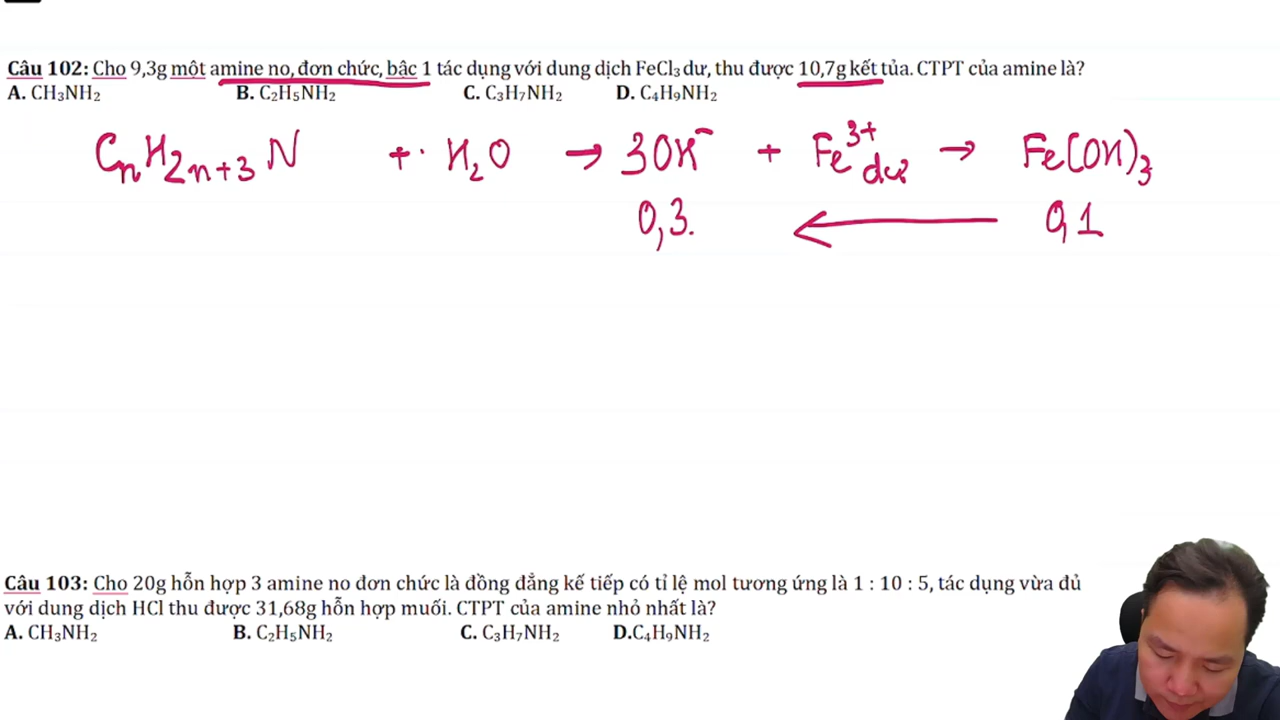 Câu 102: Cho 9,3g một amine no, đơn chức, bậc 1 tác dụng với dung dịch FeCl₃ dư, thu được 10,7g kết tủa. CTPT của amine là?
A. CH₃NH₂ B. C₂H₅NH₂ C. C₃H₇NH₂ D. C₄H₉NH₂
CₙH₂ₙ₊₃N + H₂O → 3OH⁻ + Fe³⁺ dư → Fe(OH)₃
0,3. ← 0,1
Câu 103: Cho 20g hỗn hợp 3 amine no đơn chức là đồng đẳng kế tiếp có tỉ lệ mol tương ứng là 1 : 10 : 5, tác dụng vừa đủ
với dung dịch HCl thu được 31,68g hỗn hợp muối. CTPT của amine nhỏ nhất là?
A. CH₃NH₂ B. C₂H₅NH₂ C. C₃H₇NH₂ D.C₄H₉NH₂